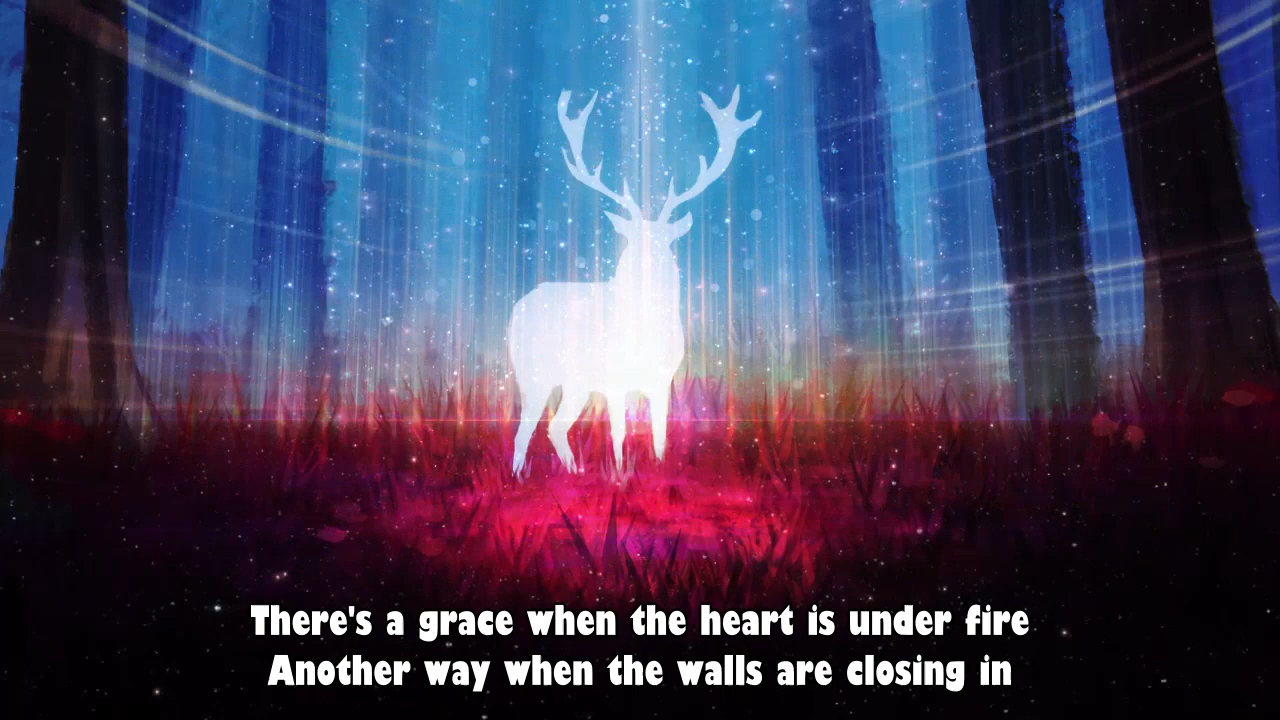 There's a grace when the heart is under fire
Another way when the walls are closing in